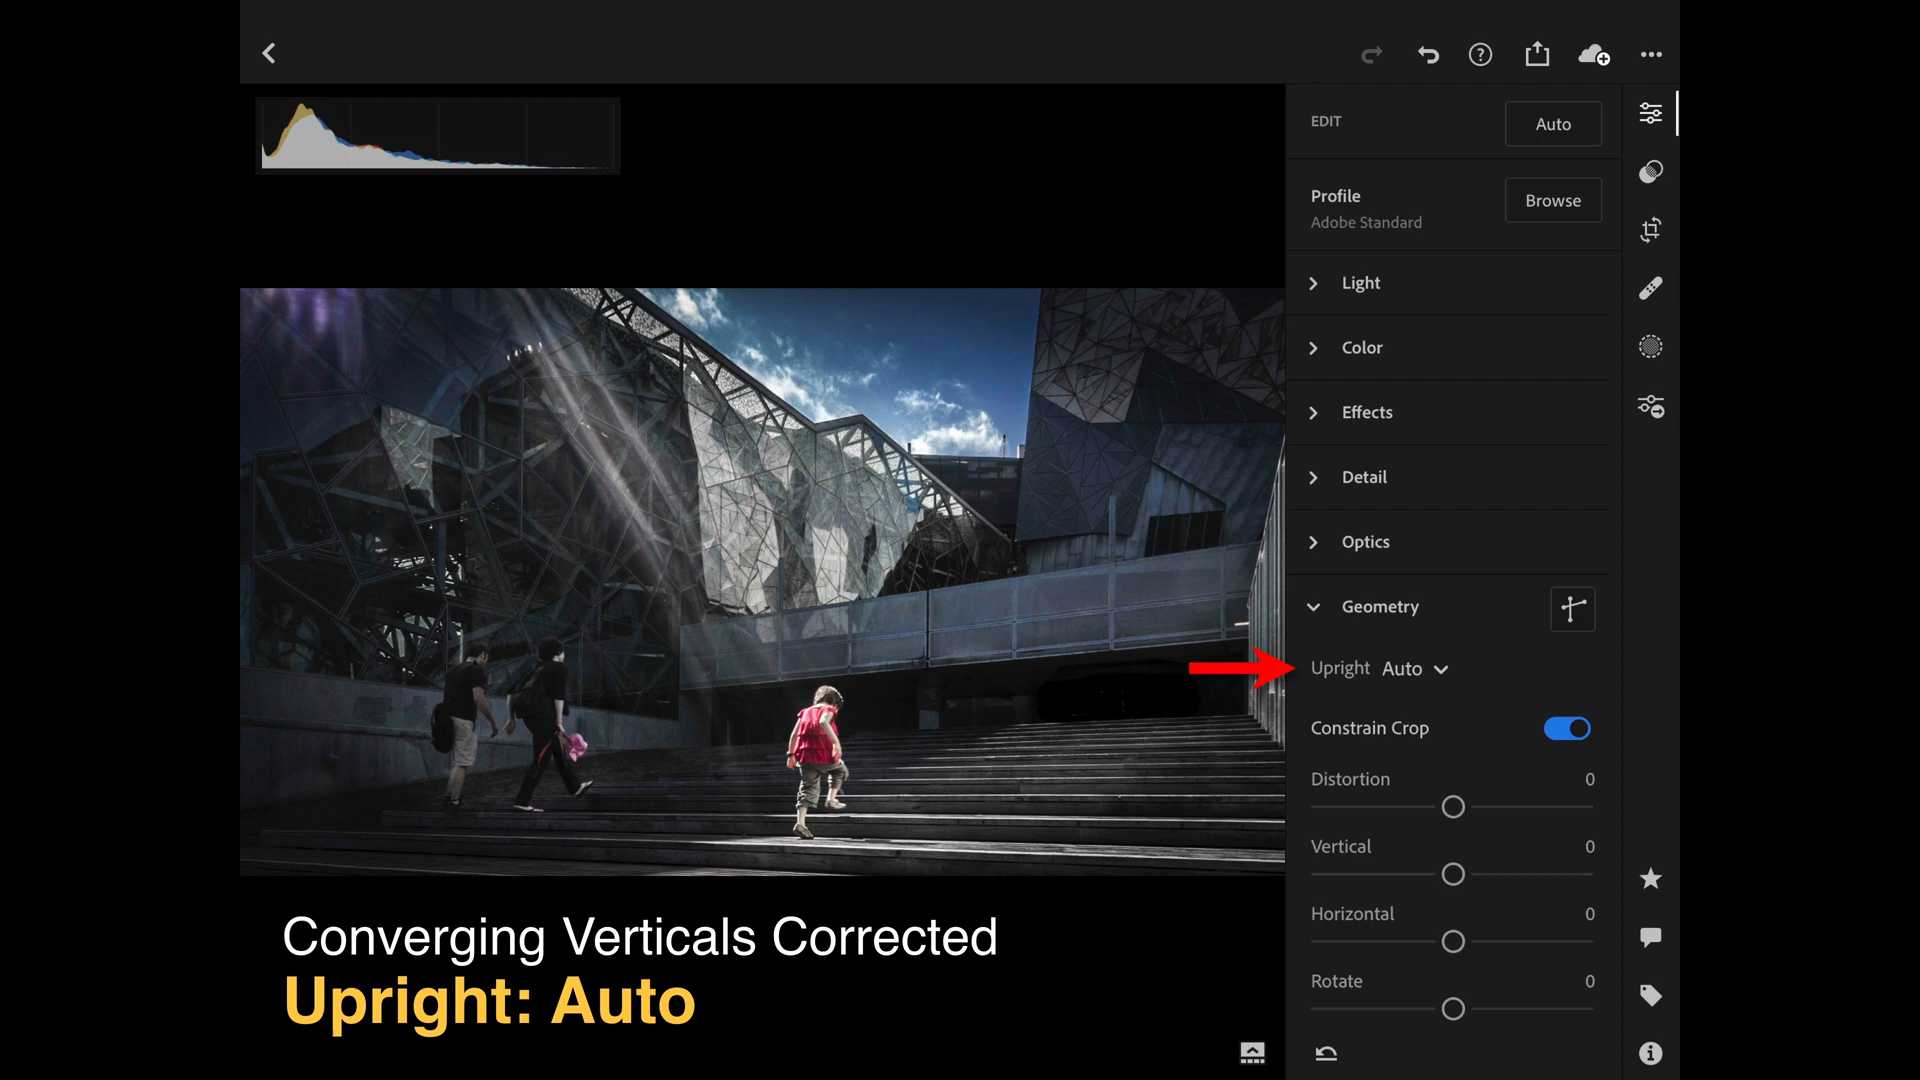 EDIT
Auto
Profile
Adobe Standard
Browse
Light
Color
Effects
Detail
Optics
Geometry
Upright Auto
Constrain Crop
Distortion 0
Vertical 0
Horizontal 0
Rotate 0
Converging Verticals Corrected
Upright: Auto